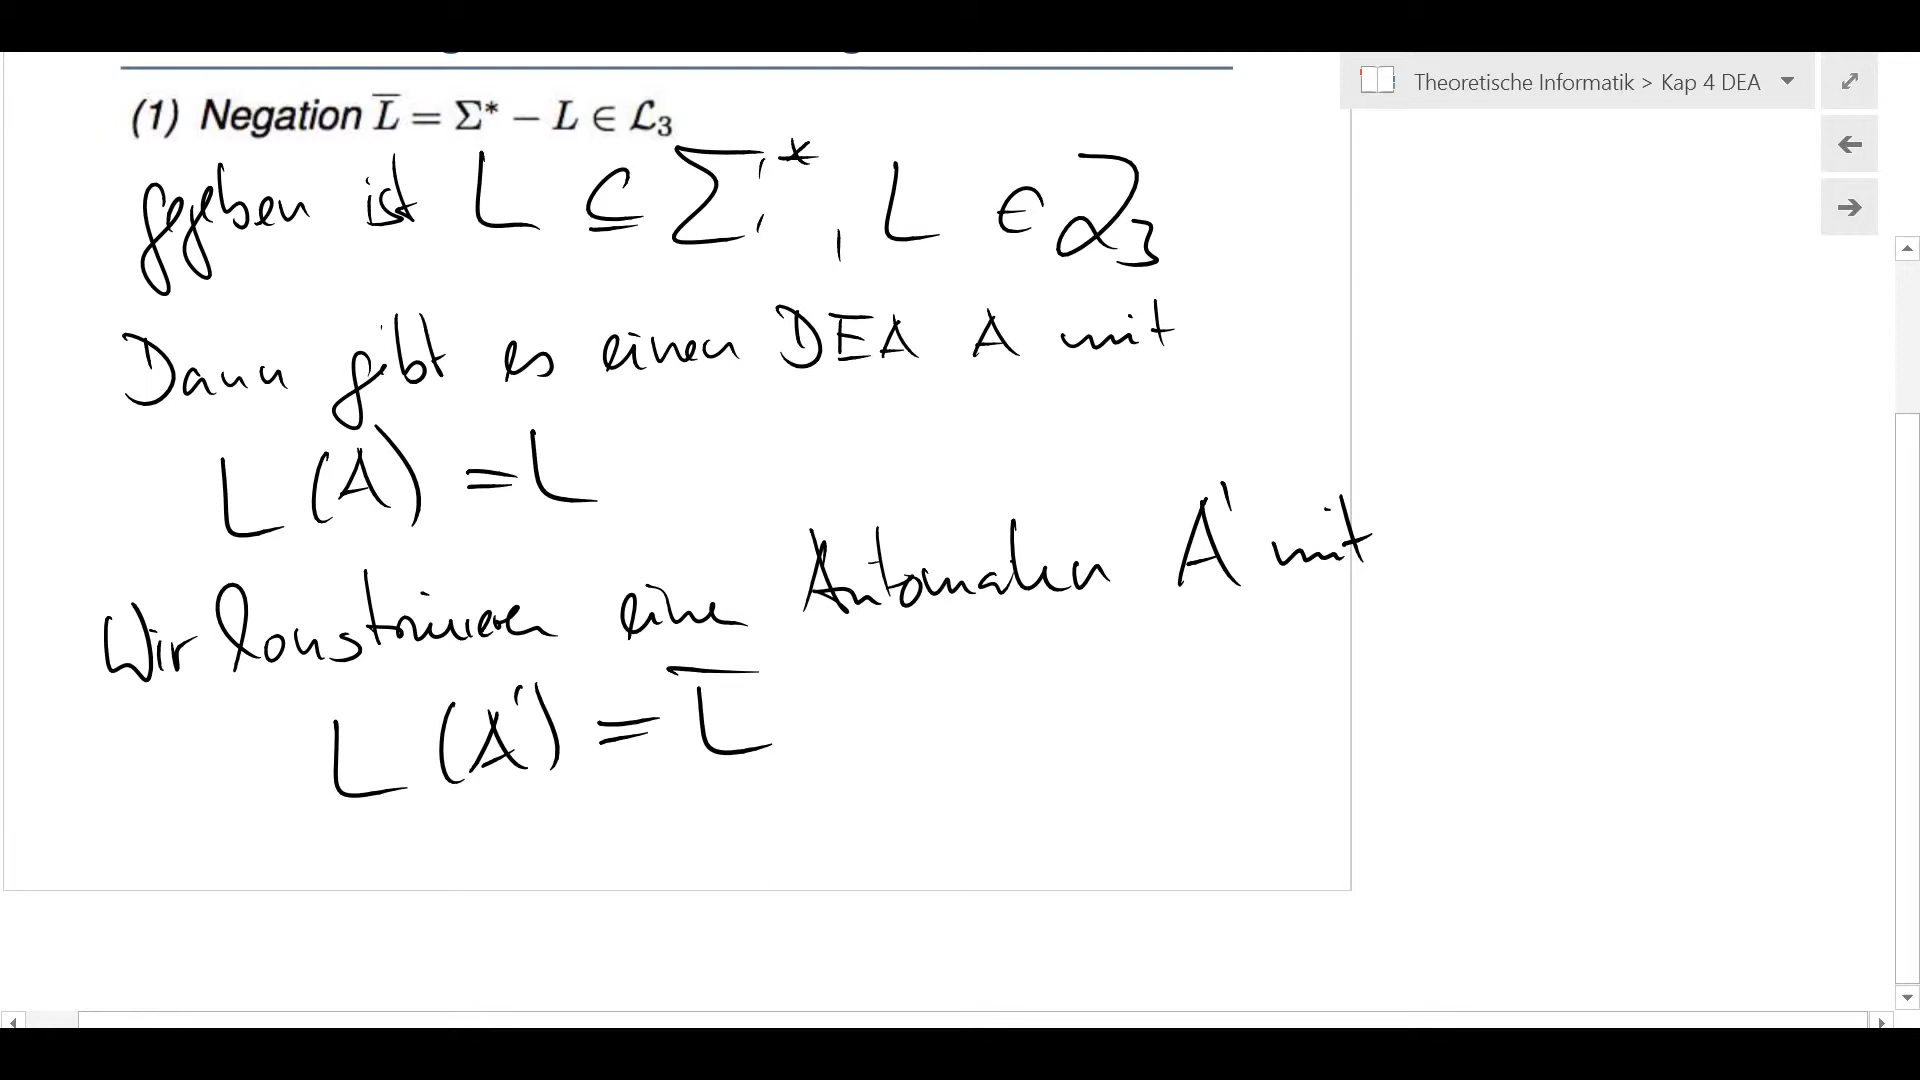 Theoretische Informatik > Kap 4 DEA
(1) Negation L̅ = Σ* − L ∈ ℒ₃
gegeben ist L ⊆ Σ*, L ∈ ℒ₃
Dann gibt es einen DEA A mit
L(A) = L
Wir konstruieren eine Automaten A' mit
L(A') = L̅